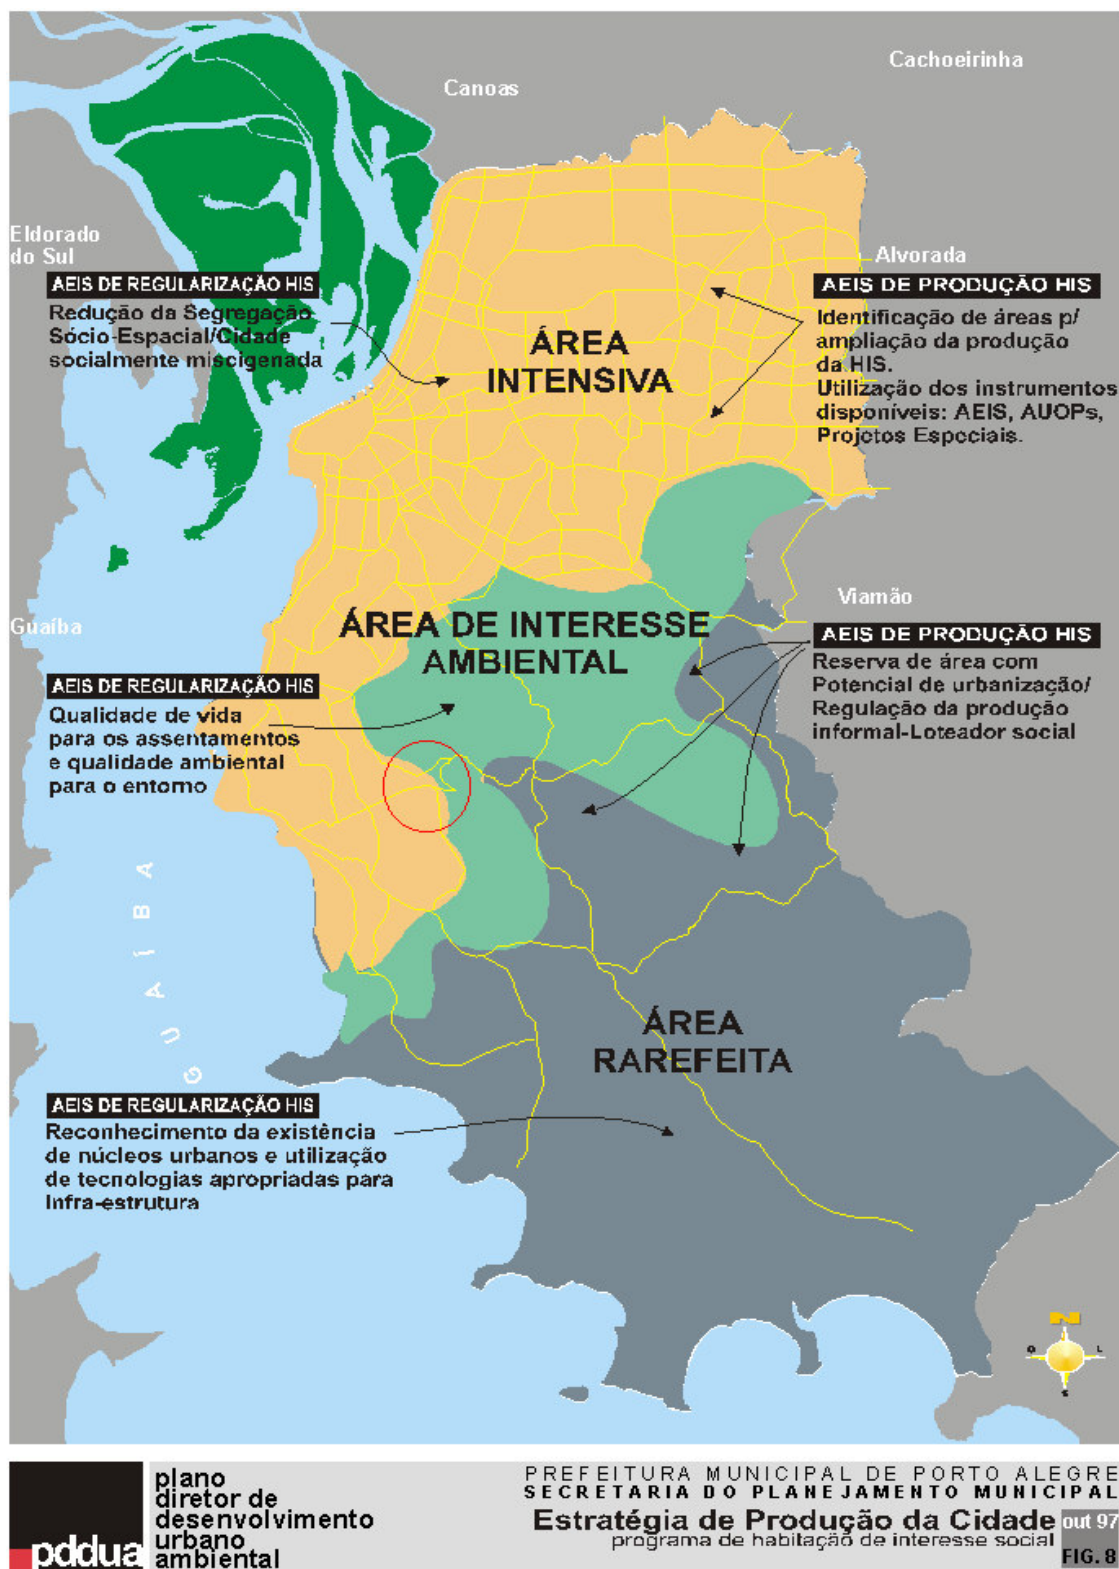 Canoas
Cachoeirinha
Eldorado
do Sul
Alvorada
AEIS DE REGULARIZAÇÃO HIS
Redução da Segregação
Sócio-Espacial/Cidade
socialmente miscigenada
ÁREA
INTENSIVA
AEIS DE PRODUÇÃO HIS
Identificação de áreas p/
ampliação da produção
da HIS.
Utilização dos instrumentos
disponíveis: AEIS, AUOPs,
Projetos Especiais.
Viamão
Guaíba
ÁREA DE INTERESSE
AMBIENTAL
AEIS DE PRODUÇÃO HIS
Reserva de área com
Potencial de urbanização/
Regulação da produção
informal-Loteador social
AEIS DE REGULARIZAÇÃO HIS
Qualidade de vida
para os assentamentos
e qualidade ambiental
para o entorno
GUAÍBA
ÁREA
RAREFEITA
AEIS DE REGULARIZAÇÃO HIS
Reconhecimento da existência
de núcleos urbanos e utilização
de tecnologias apropriadas para
Infra-estrutura
N
O L
S
pddua
plano
diretor de
desenvolvimento
urbano
ambiental
PREFEITURA MUNICIPAL DE PORTO ALEGRE
SECRETARIA DO PLANEJAMENTO MUNICIPAL
Estratégia de Produção da Cidade
programa de habitação de interesse social
out 97
FIG. 8